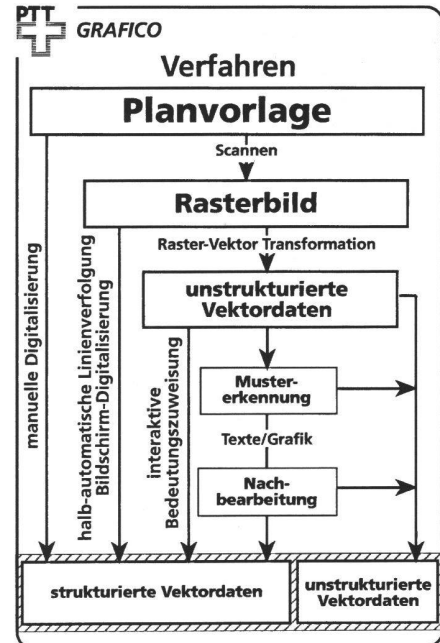 PTT
GRAFICO
Verfahren
Planvorlage
Scannen
Rasterbild
Raster-Vektor Transformation
unstrukturierte
Vektordaten
manuelle Digitalisierung
halb-automatische Linienverfolgung
Bildschirm-Digitalisierung
interaktive
Bedeutungszuweisung
Muster-
erkennung
Texte/Grafik
Nach-
bearbeitung
strukturierte Vektordaten
unstrukturierte
Vektordaten